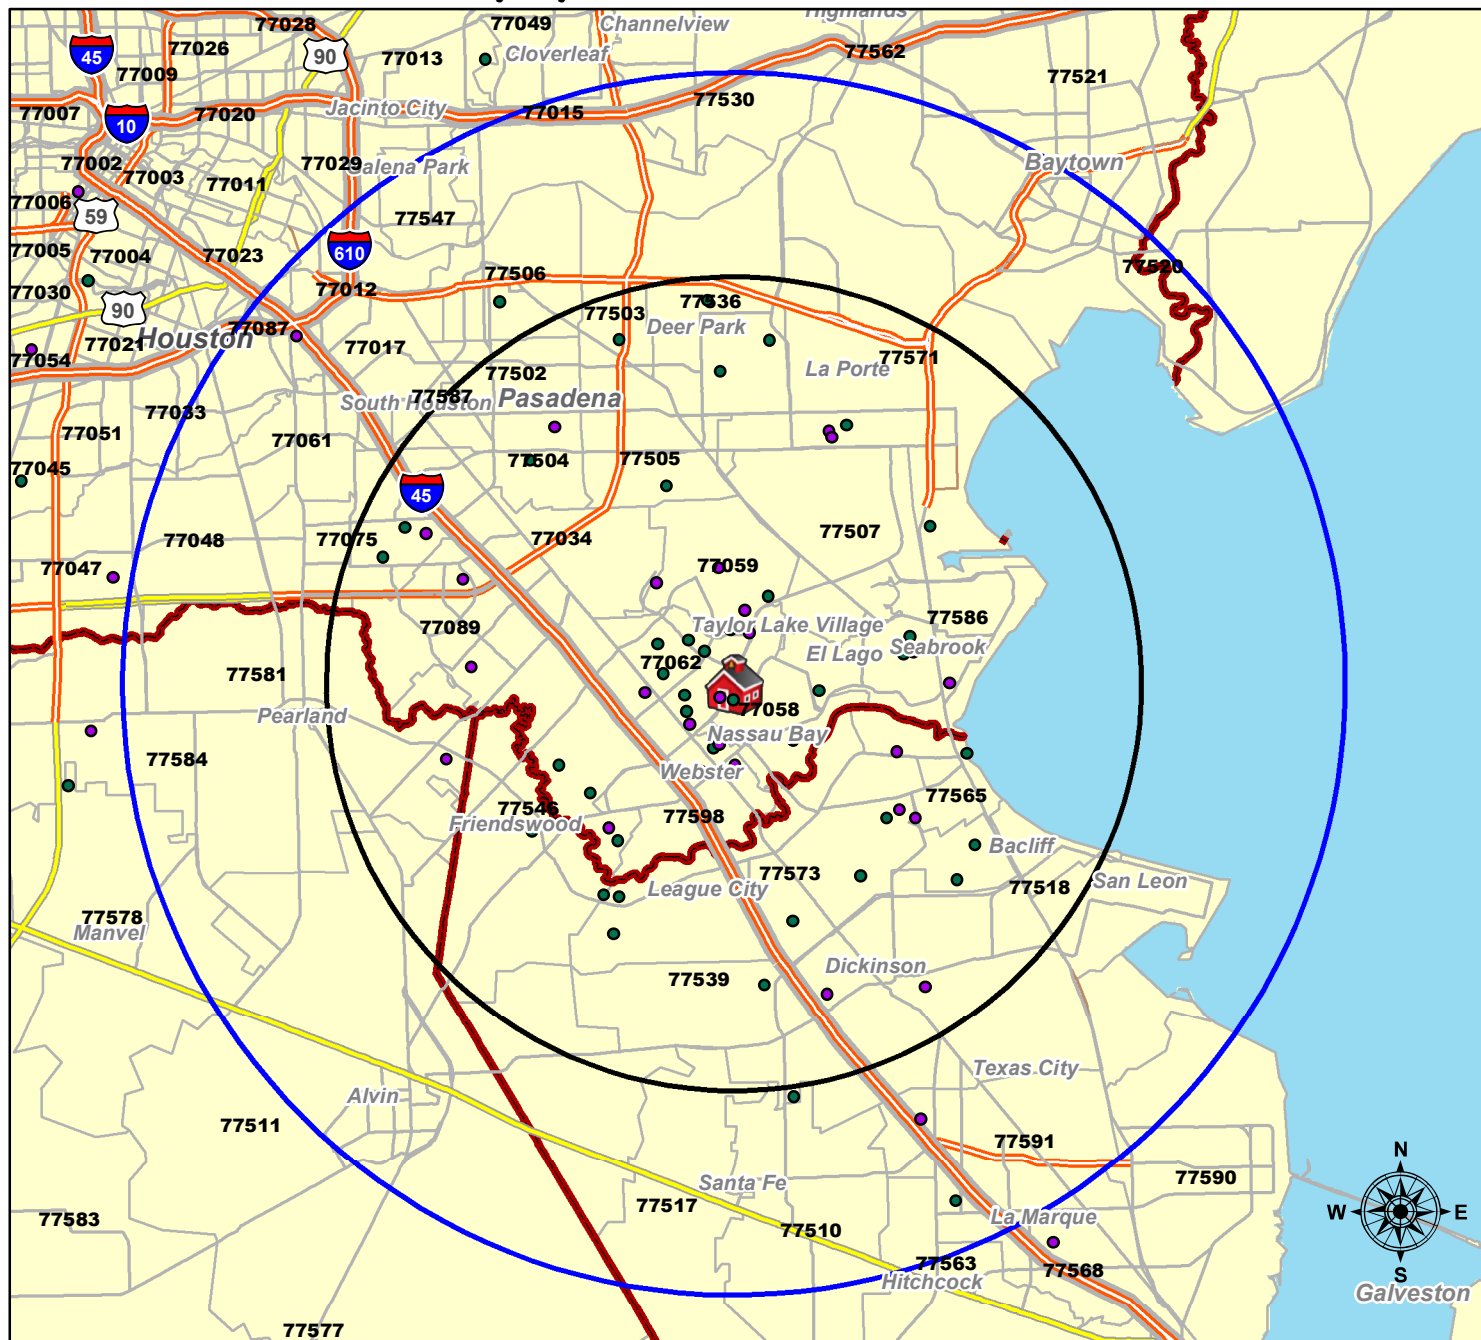 77028
77049
Channelview
Highlands
77026
90
77013
Cloverleaf
77562
45
77009
77521
77007
77020
Jacinto City
77015
77530
10
77002
77003
77011
77029
Galena Park
Baytown
77006
59
77547
77005
77004
77023
610
77506
77520
77030
77012
90
77536
77503
Deer Park
77087
Houston
77021
77017
77571
77054
77502
La Porte
77587
South Houston
Pasadena
77033
77051
77061
77504
77505
77045
45
77507
77048
77075
77034
77047
77059
77586
77089
Taylor Lake Village
El Lago
Seabrook
77062
77581
Pearland
77058
Nassau Bay
77584
Webster
77565
77546
77598
Friendswood
Bacliff
77573
League City
77518
San Leon
77578
Manvel
Dickinson
77539
Texas City
Alvin
77511
77591
N
Santa Fe
77590
77517
W
E
77583
77510
La Marque
S
77563
77568
Hitchcock
Galveston
77577